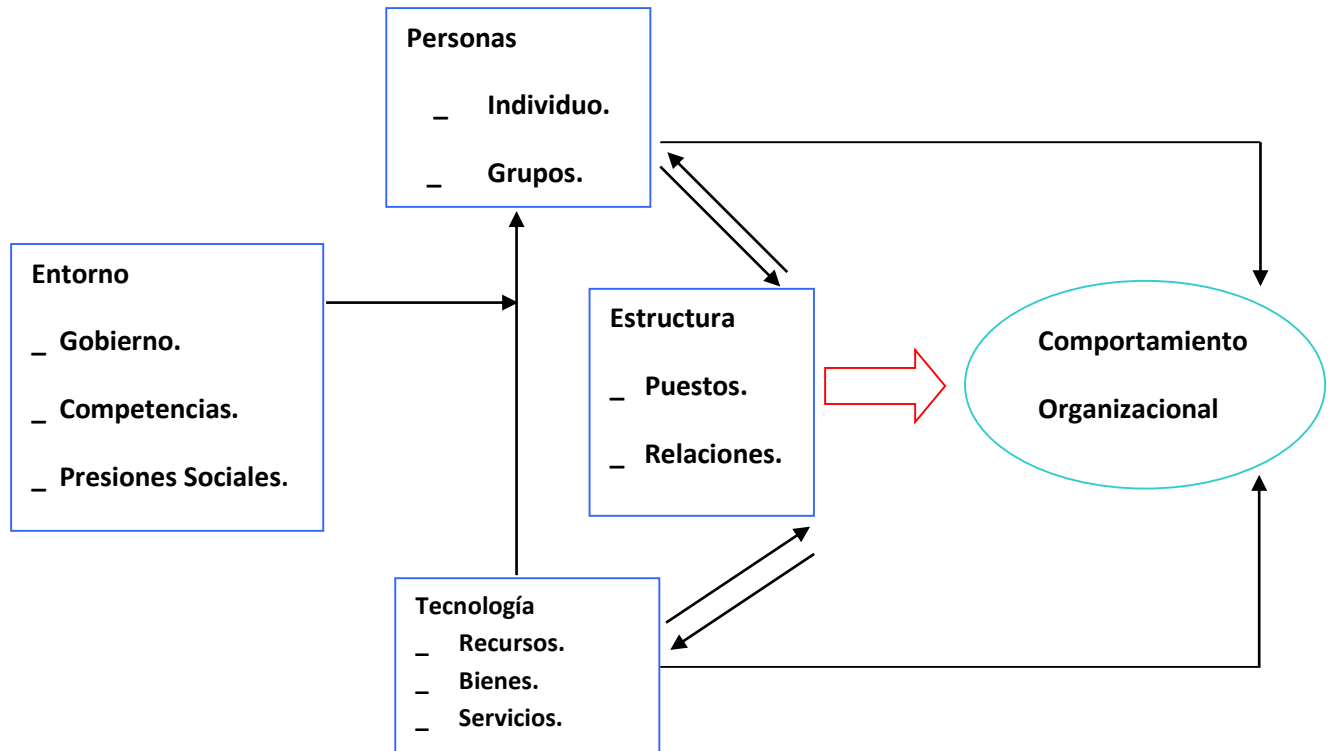 Personas
_ Individuo.
_ Grupos.
Entorno
_ Gobierno.
_ Competencias.
_ Presiones Sociales.
Estructura
_ Puestos.
_ Relaciones.
Comportamiento
Organizacional
Tecnología
_ Recursos.
_ Bienes.
_ Servicios.